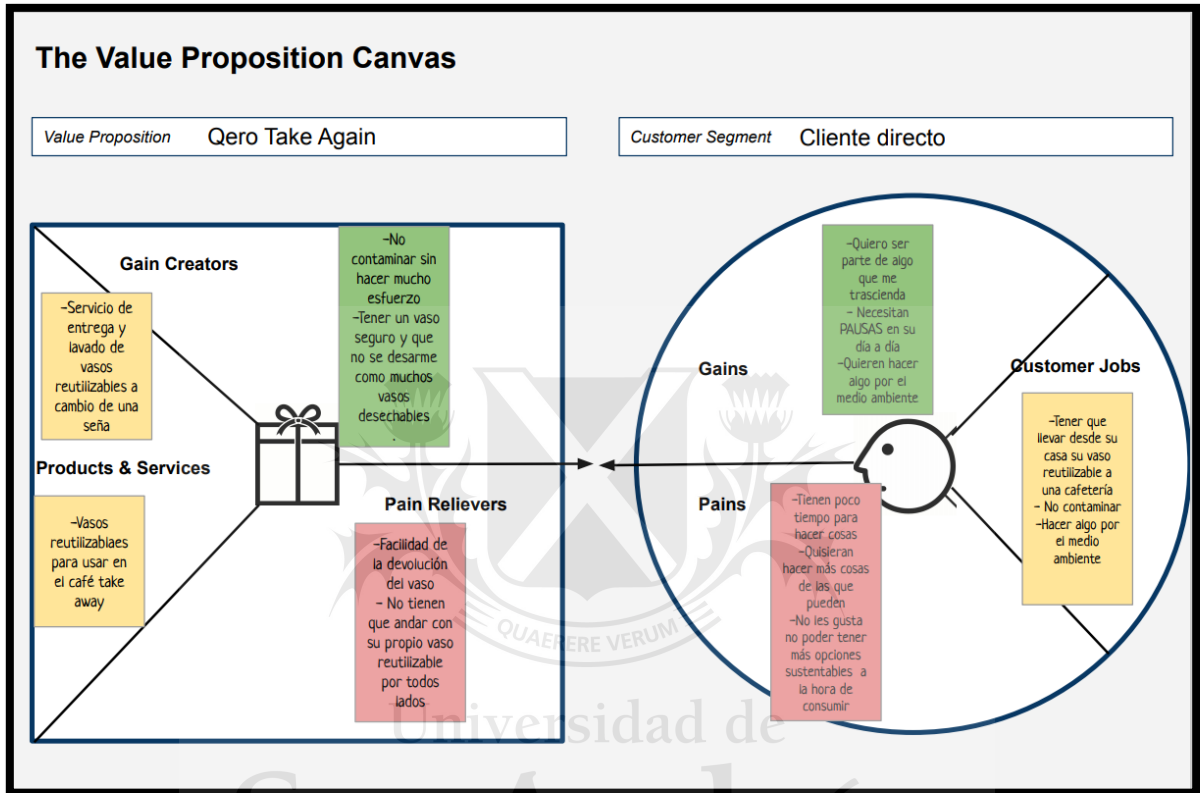 The Value Proposition Canvas
Value Proposition Qero Take Again
Customer Segment Cliente directo
Gain Creators
-No
contaminar sin
hacer mucho
esfuerzo
-Tener un vaso
seguro y que
no se desarme
como muchos
vasos
desechables
.
-Servicio de
entrega y
lavado de
vasos
reutilizables a
cambio de una
seña
Products & Services
-Vasos
reutiilizabiaes
para usar en
el café take
away
Pain Relievers
-Facilidad de
la devolución
del vaso
- No tienen
que andar con
su propio vaso
reutilizable
por todos
lados
-Quiero ser
parte de algo
que me
trascienda
- Necesitan
PAUSAS en su
día a día
-Quieren hacer
algo por el
medio ambiente
Gains
Customer Jobs
-Tener que
llevar desde su
casa su vaso
reutilizable a
una cafetería
- No contaminar
-Hacer algo por
el medio
ambiente
Pains
-Tienen poco
tiempo para
hacer cosas
-Quisieran
hacer más cosas
de las que
pueden
-No les gusta
no poder tener
más opciones
sustentables a
la hora de
consumir
QUAERERE VERUM
Universidad de